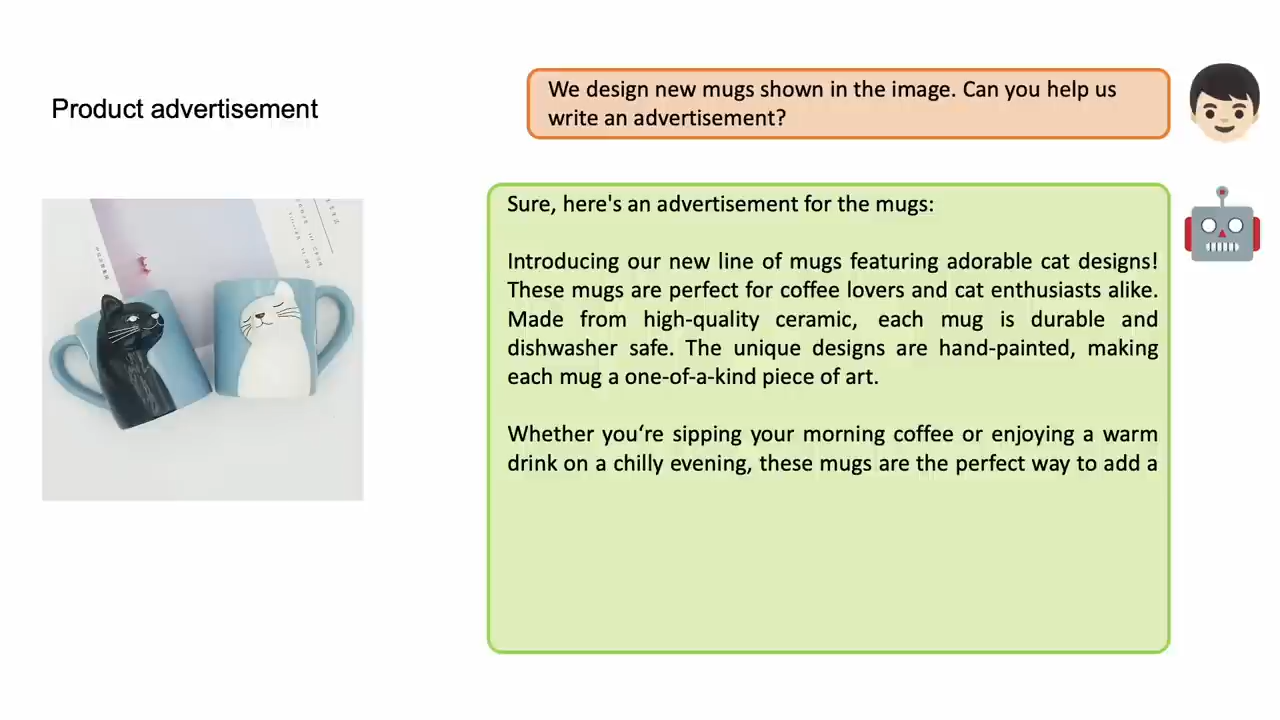 Product advertisement
We design new mugs shown in the image. Can you help us
write an advertisement?
Sure, here's an advertisement for the mugs:
Introducing our new line of mugs featuring adorable cat designs!
These mugs are perfect for coffee lovers and cat enthusiasts alike.
Made from high-quality ceramic, each mug is durable and
dishwasher safe. The unique designs are hand-painted, making
each mug a one-of-a-kind piece of art.
Whether you‘re sipping your morning coffee or enjoying a warm
drink on a chilly evening, these mugs are the perfect way to add a